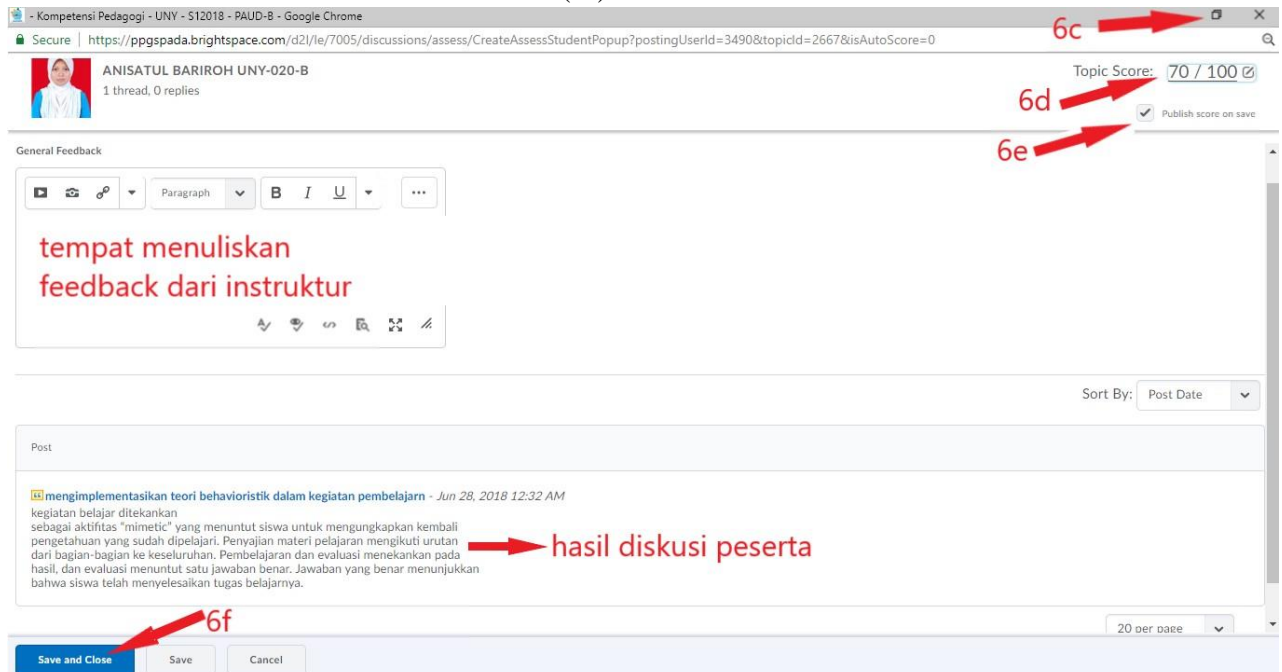 - Kompetensi Pedagogi - UNY - S12018 - PAUD-B - Google Chrome
6c
Secure | https://ppgspada.brightspace.com/d2l/le/7005/discussions/assess/CreateAssessStudentPopup?postingUserId=3490&topicId=2667&isAutoScore=0
ANISATUL BARIROH UNY-020-B
1 thread, 0 replies
Topic Score: 70 / 100
6d
Publish score on save
6e
General Feedback
Paragraph B I U ...
tempat menuliskan
feedback dari instruktur
Sort By: Post Date
Post
mengimplementasikan teori behavioristik dalam kegiatan pembelajarn - Jun 28, 2018 12:32 AM
kegiatan belajar ditekankan
sebagai aktifitas "mimetic" yang menuntut siswa untuk mengungkapkan kembali
pengetahuan yang sudah dipelajari. Penyajian materi pelajaran mengikuti urutan
dari bagian-bagian ke keseluruhan. Pembelajaran dan evaluasi menekankan pada
hasil, dan evaluasi menuntut satu jawaban benar. Jawaban yang benar menunjukkan
bahwa siswa telah menyelesaikan tugas belajarnya.
hasil diskusi peserta
6f
20 per page
Save and Close Save Cancel